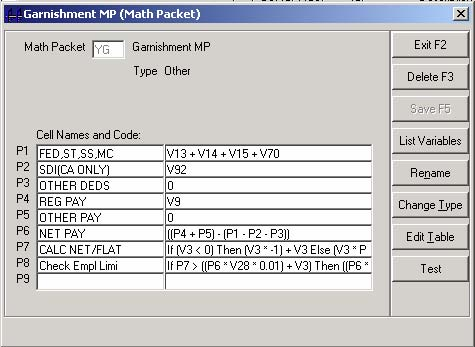 Garnishment MP (Math Packet)
Math Packet YG Garnishment MP
Type Other
Cell Names and Code:
P1 FED,ST,SS,MC V13 + V14 + V15 + V70
P2 SDI(CA ONLY) V92
P3 OTHER DEDS 0
P4 REG PAY V9
P5 OTHER PAY 0
P6 NET PAY ((P4 + P5) - (P1 - P2 - P3))
P7 CALC NET/FLAT If (V3 < 0) Then (V3 * -1) + V3 Else (V3 * P
P8 Check Empl Limi If P7 > ((P6 * V28 * 0.01) + V3) Then ((P6 *
P9
Exit F2
Delete F3
Save F5
List Variables
Rename
Change Type
Edit Table
Test